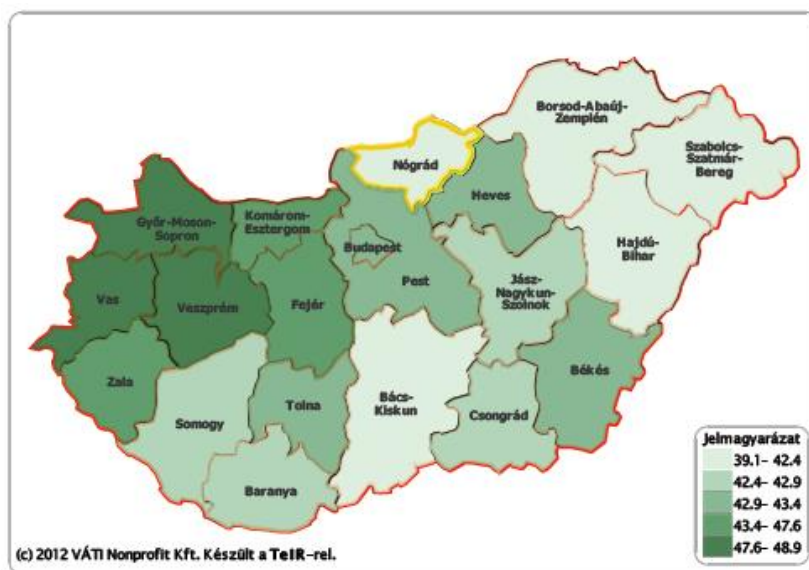 Borsod-Abaúj-
Zemplén
Szabolcs-
Szatmár-
Bereg
Nógrád
Heves
Komárom-
Esztergom
Győr-Moson-
Sopron
Budapest
Hajdú-
Bihar
Jász-
Nagykun-
Szolnok
Pest
Vas
Veszprém
Fejér
Zala
Békés
Bács-
Kiskun
Tolna
Csongrád
Somogy
Baranya
Jelmagyarázat
39.1- 42.4
42.4- 42.9
42.9- 43.4
43.4- 47.6
47.6- 48.9
(c) 2012 VÁTI Nonprofit Kft. Készült a TeIR-rel.